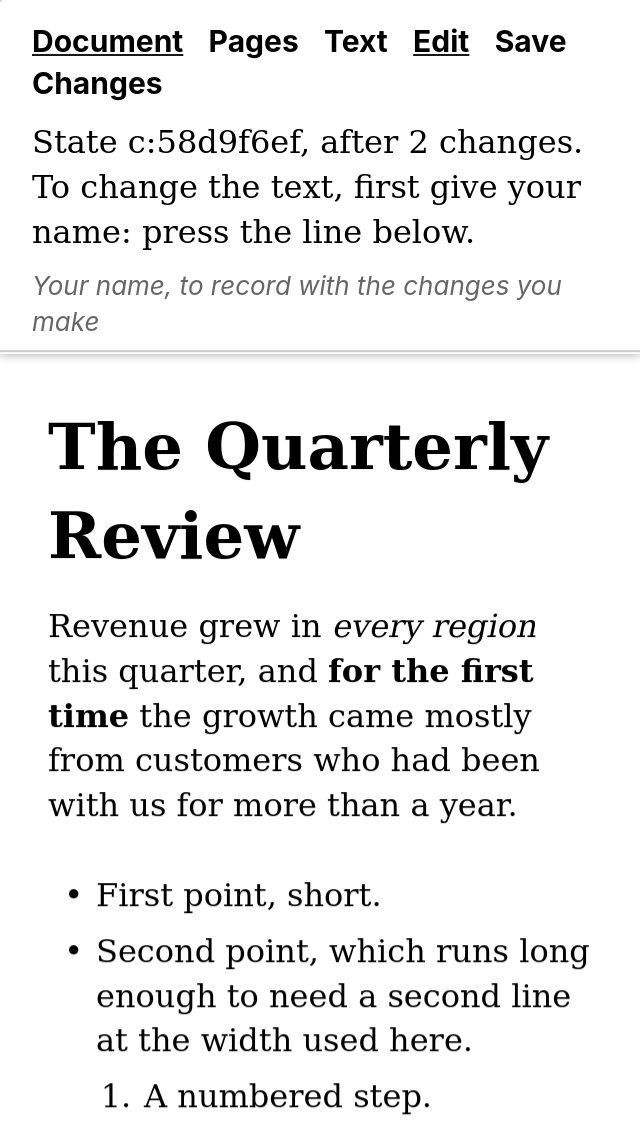 Document Pages Text Edit Save
Changes
State c:58d9f6ef, after 2 changes.
To change the text, first give your
name: press the line below.
Your name, to record with the changes you
make
The Quarterly
Review
Revenue grew in every region
this quarter, and for the first
time the growth came mostly
from customers who had been
with us for more than a year.
• First point, short.
• Second point, which runs long
enough to need a second line
at the width used here.
1. A numbered step.